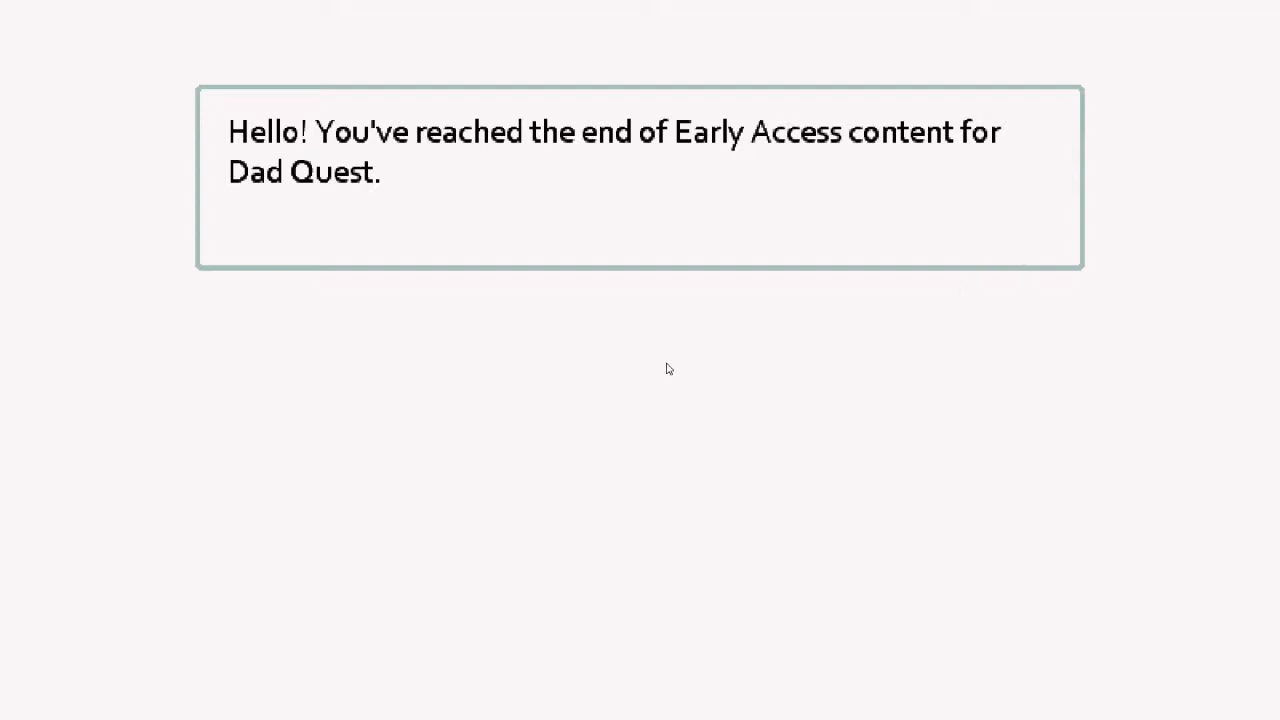 Hello! You've reached the end of Early Access content for
Dad Quest.